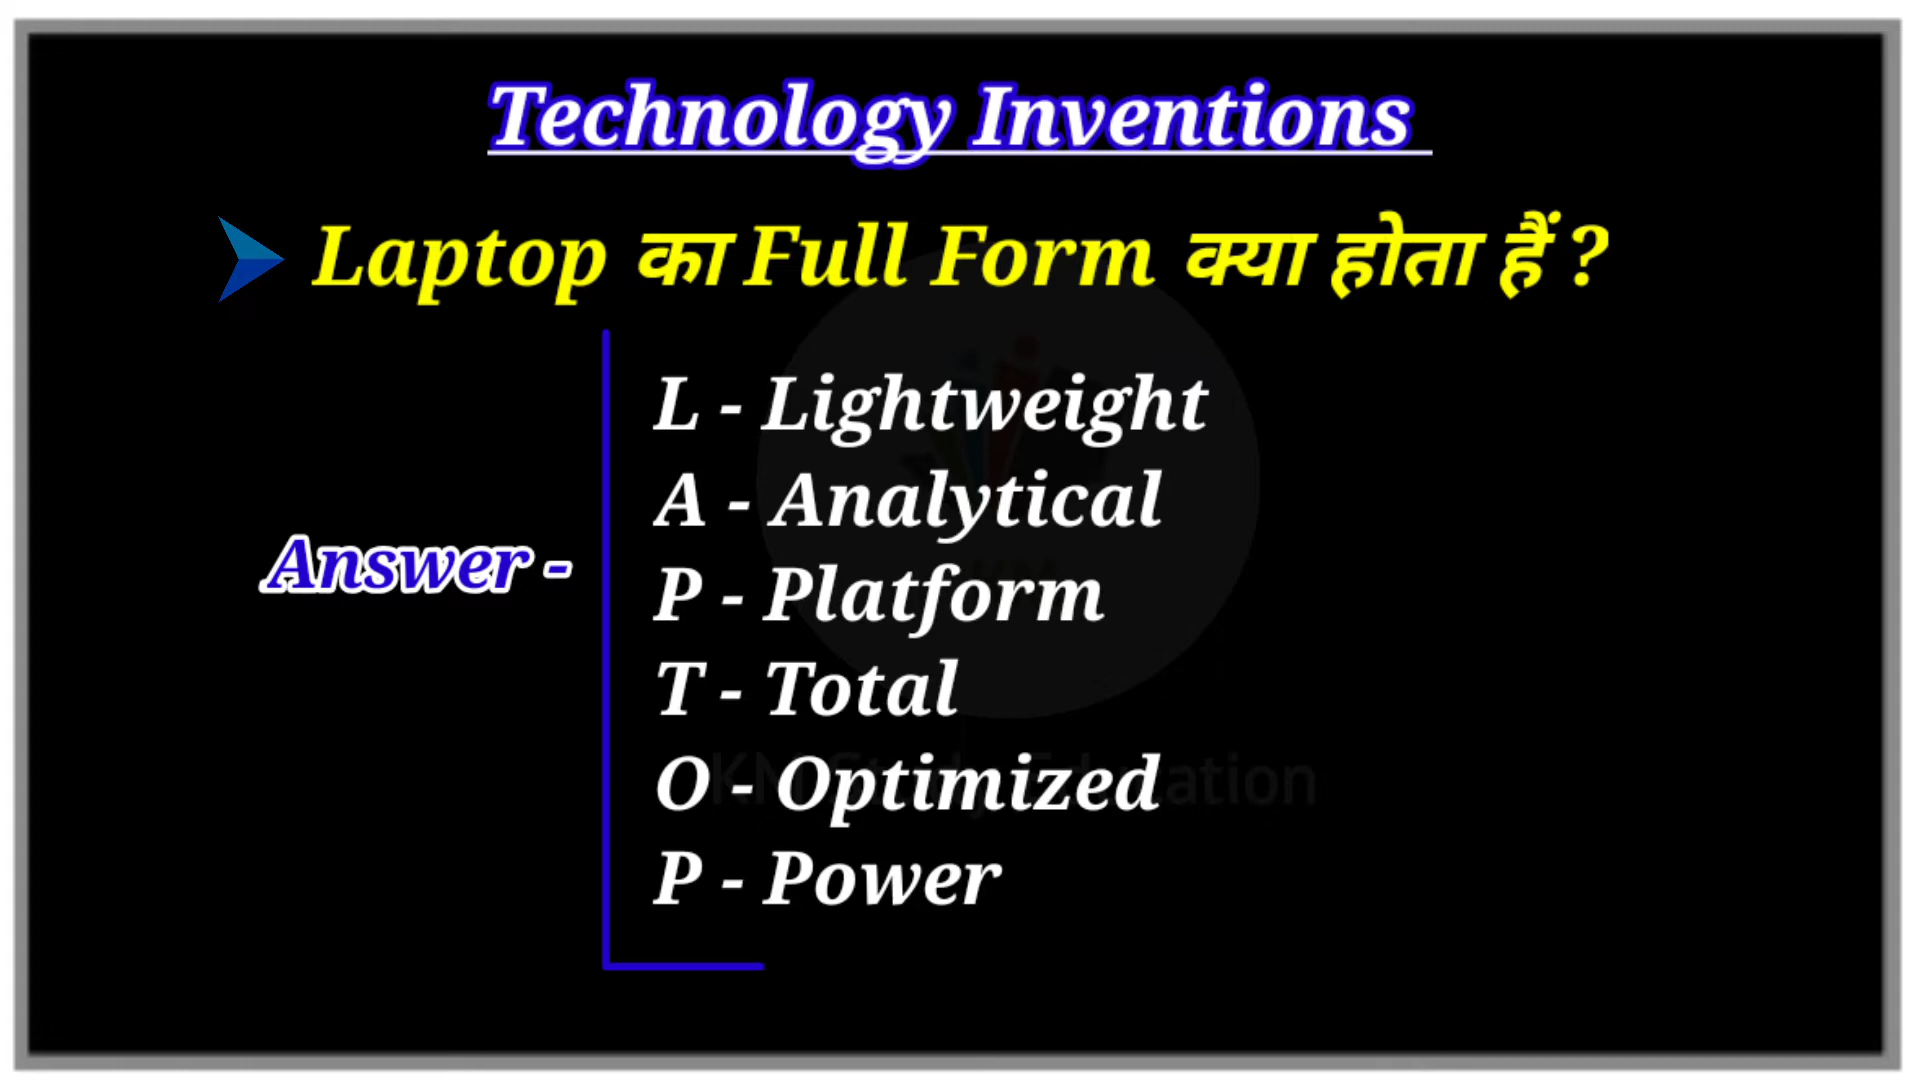 Technology Inventions
Laptop का Full Form क्या होता हैं ?
L - Lightweight
A - Analytical
Answer -
P - Platform
T - Total
O - Optimized
P - Power